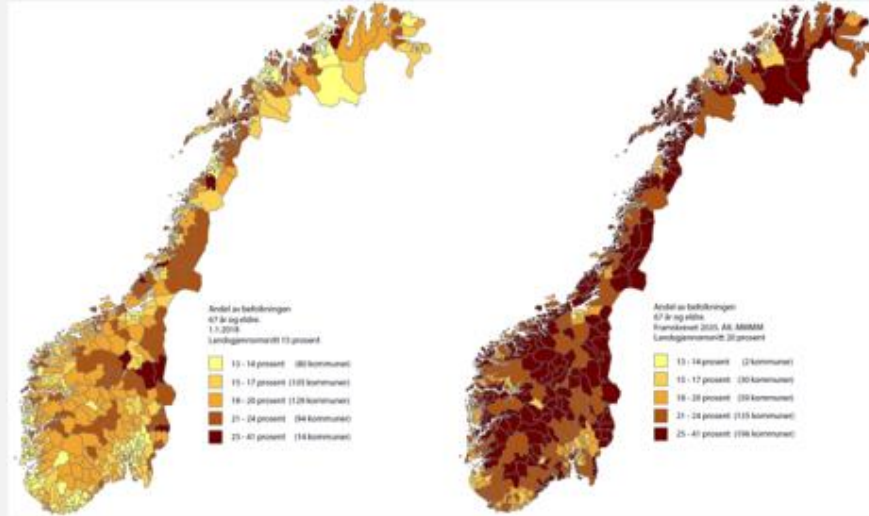 Andel av befolkningen
67 år og eldre.
1.1.2018
Landsgjennomsnitt 15 prosent
13 - 14 prosent (80 kommuner)
15 - 17 prosent (105 kommuner)
18 - 20 prosent (129 kommuner)
21 - 24 prosent (94 kommuner)
25 - 41 prosent (14 kommuner)
Andel av befolkningen
67 år og eldre.
Framskrevet 2035. Alt. MMMM
Landsgjennomsnitt 20 prosent
13 - 14 prosent (2 kommuner)
15 - 17 prosent (30 kommuner)
18 - 20 prosent kommuner)
21 - 24 prosent (135 kommuner)
25 - 41 prosent (196 kommuner)